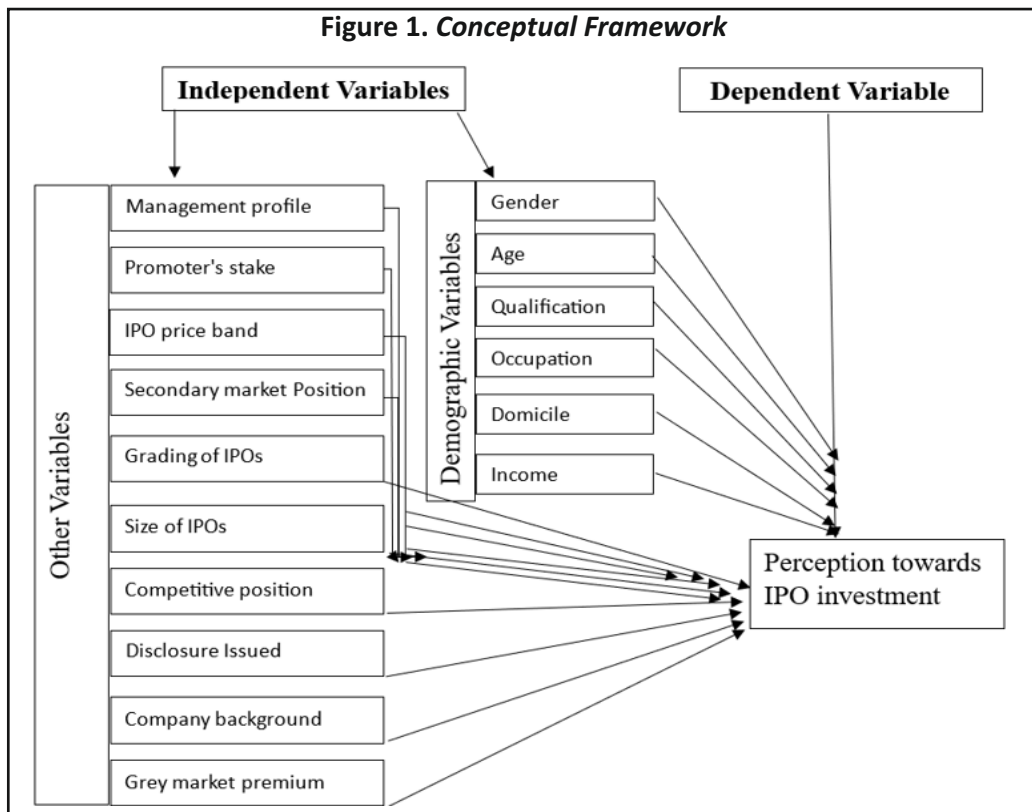 Figure 1. Conceptual Framework
Independent Variables
Dependent Variable
Other Variables
Management profile
Promoter's stake
IPO price band
Secondary market Position
Grading of IPOs
Size of IPOs
Competitive position
Disclosure Issued
Company background
Grey market premium
Demographic Variables
Gender
Age
Qualification
Occupation
Domicile
Income
Perception towards
IPO investment